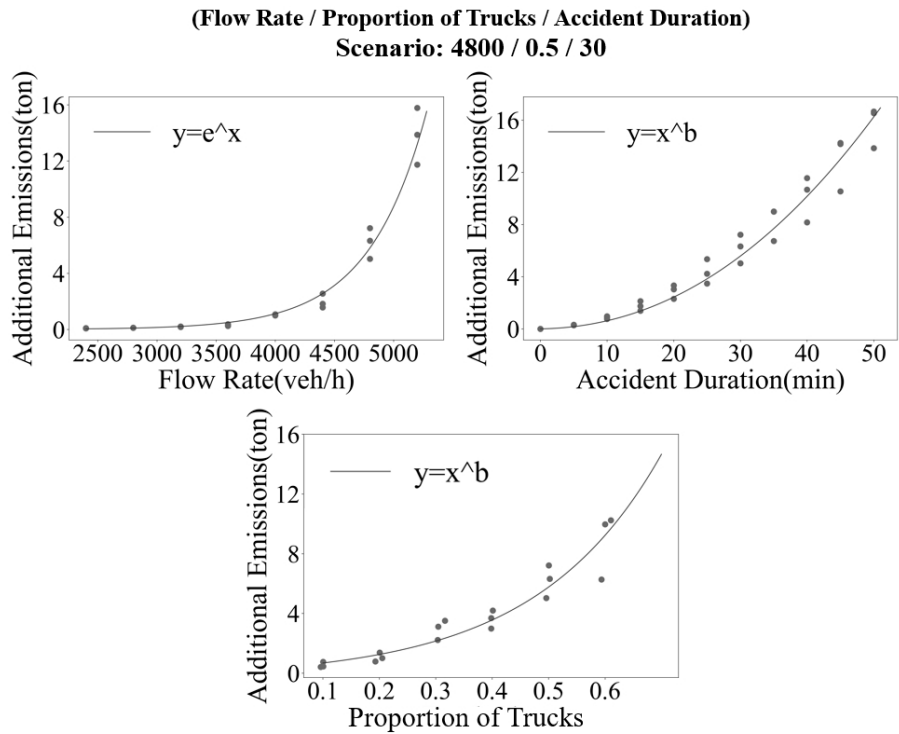 (Flow Rate / Proportion of Trucks / Accident Duration)
Scenario: 4800 / 0.5 / 30
Additional Emissions(ton)
16
12
8
4
0
y=e^x
2500 3000 3500 4000 4500 5000
Flow Rate(veh/h)
Additional Emissions(ton)
16
12
8
4
0
y=x^b
0 10 20 30 40 50
Accident Duration(min)
Additional Emissions(ton)
16
12
8
4
0
y=x^b
0.1 0.2 0.3 0.4 0.5 0.6
Proportion of Trucks